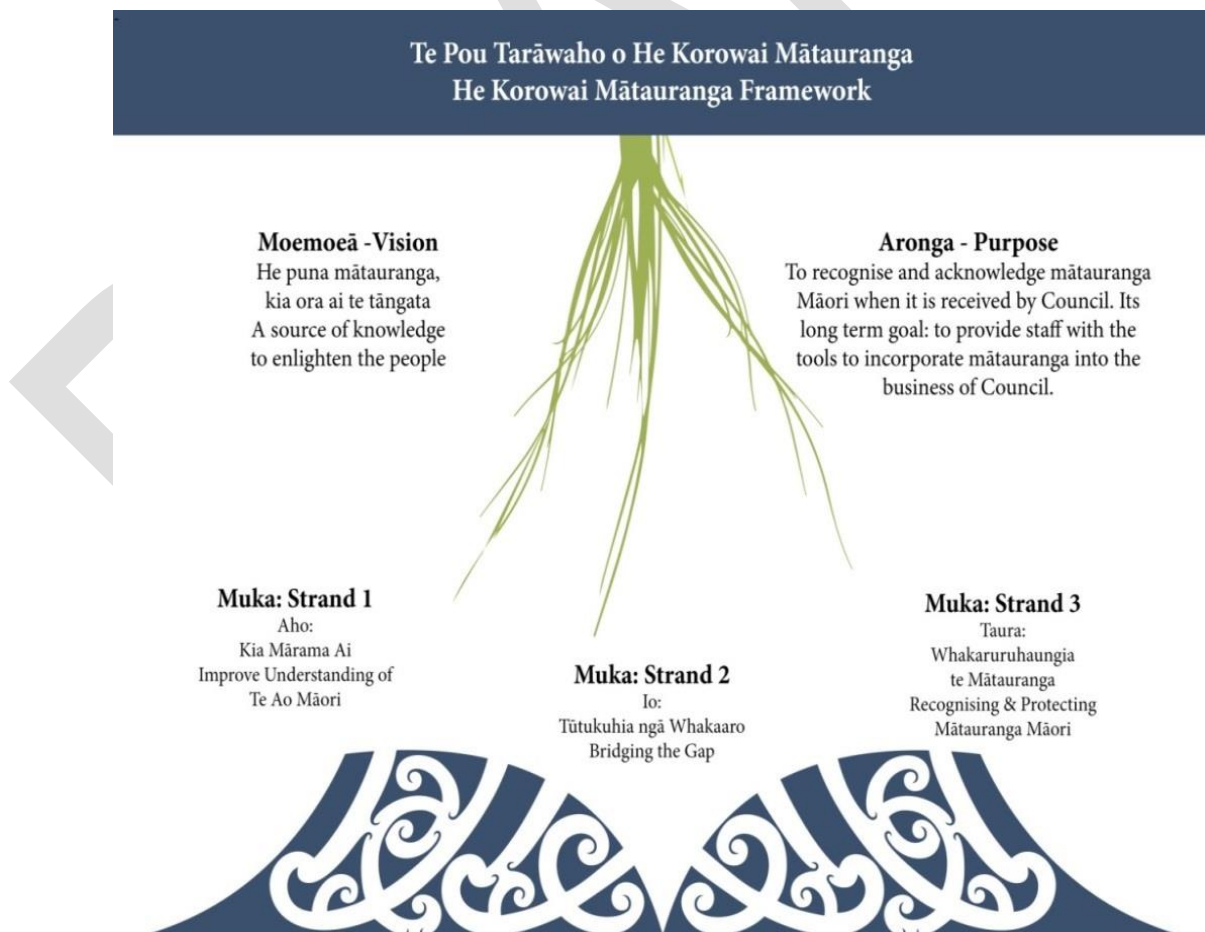 Te Pou Tarāwaho o He Korowai Mātauranga
He Korowai Mātauranga Framework
Moemoeā -Vision
He puna mātauranga,
kia ora ai te tāngata
A source of knowledge
to enlighten the people
Aronga - Purpose
To recognise and acknowledge mātauranga
Māori when it is received by Council. Its
long term goal: to provide staff with the
tools to incorporate mātauranga into the
business of Council.
Muka: Strand 1
Aho:
Kia Mārama Ai
Improve Understanding of
Te Ao Māori
Muka: Strand 2
Io:
Tūtukuhia ngā Whakaaro
Bridging the Gap
Muka: Strand 3
Taura:
Whakaruruhaungia
te Mātauranga
Recognising & Protecting
Mātauranga Māori